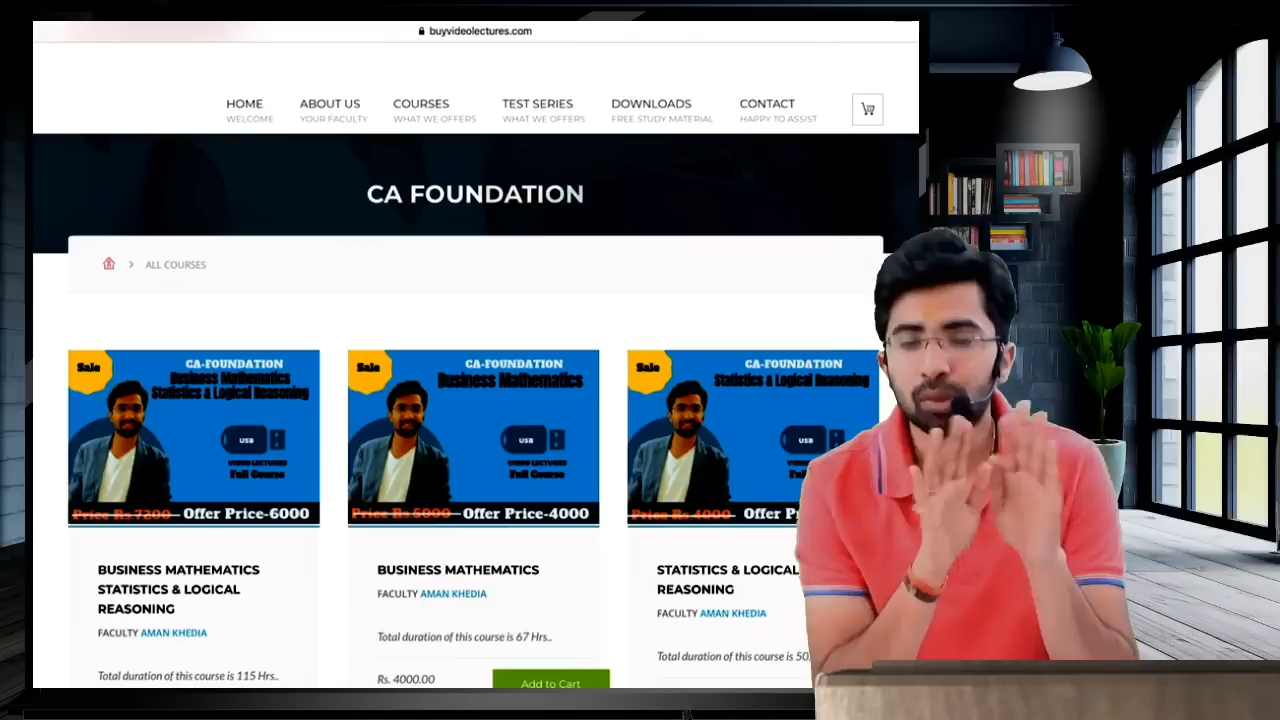 buyvideolectures.com
HOME
WELCOME
ABOUT US
YOUR FACULTY
COURSES
WHAT WE OFFERS
TEST SERIES
WHAT WE OFFERS
DOWNLOADS
FREE STUDY MATERIAL
CONTACT
HAPPY TO ASSIST
CA FOUNDATION
ALL COURSES
Sale
CA-FOUNDATION
Business Mathematics
Statistics & Logical Reasoning
USB
VIDEO LECTURES
Full Course
Price Rs.7200 Offer Price-6000
BUSINESS MATHEMATICS
STATISTICS & LOGICAL
REASONING
FACULTY AMAN KHEDIA
Total duration of this course is 115 Hrs..
Sale
CA-FOUNDATION
Business Mathematics
USB
VIDEO LECTURES
Full Course
Price Rs 5000 Offer Price-4000
BUSINESS MATHEMATICS
FACULTY AMAN KHEDIA
Total duration of this course is 67 Hrs..
Rs. 4000.00
Add to Cart
Sale
CA-FOUNDATION
Statistics & Logical Reasoning
USB
Price Rs 4000 Offer
STATISTICS & LOGICAL
REASONING
FACULTY AMAN KHEDIA
Total duration of this course is 50